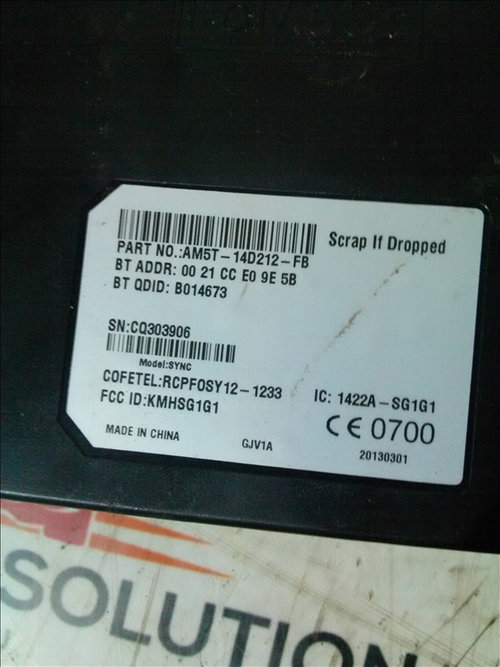 PART NO.:AM5T-14D212-FB
Scrap If Dropped
BT ADDR: 00 21 CC E0 9E 5B
BT QDID: B014673
SN:CQ303906
Model:SYNC
COFETEL:RCPFOSY12-1233
IC: 1422A-SG1G1
FCC ID:KMHSG1G1
CE 0700
MADE IN CHINA
GJV1A
20130301
SOLUTION